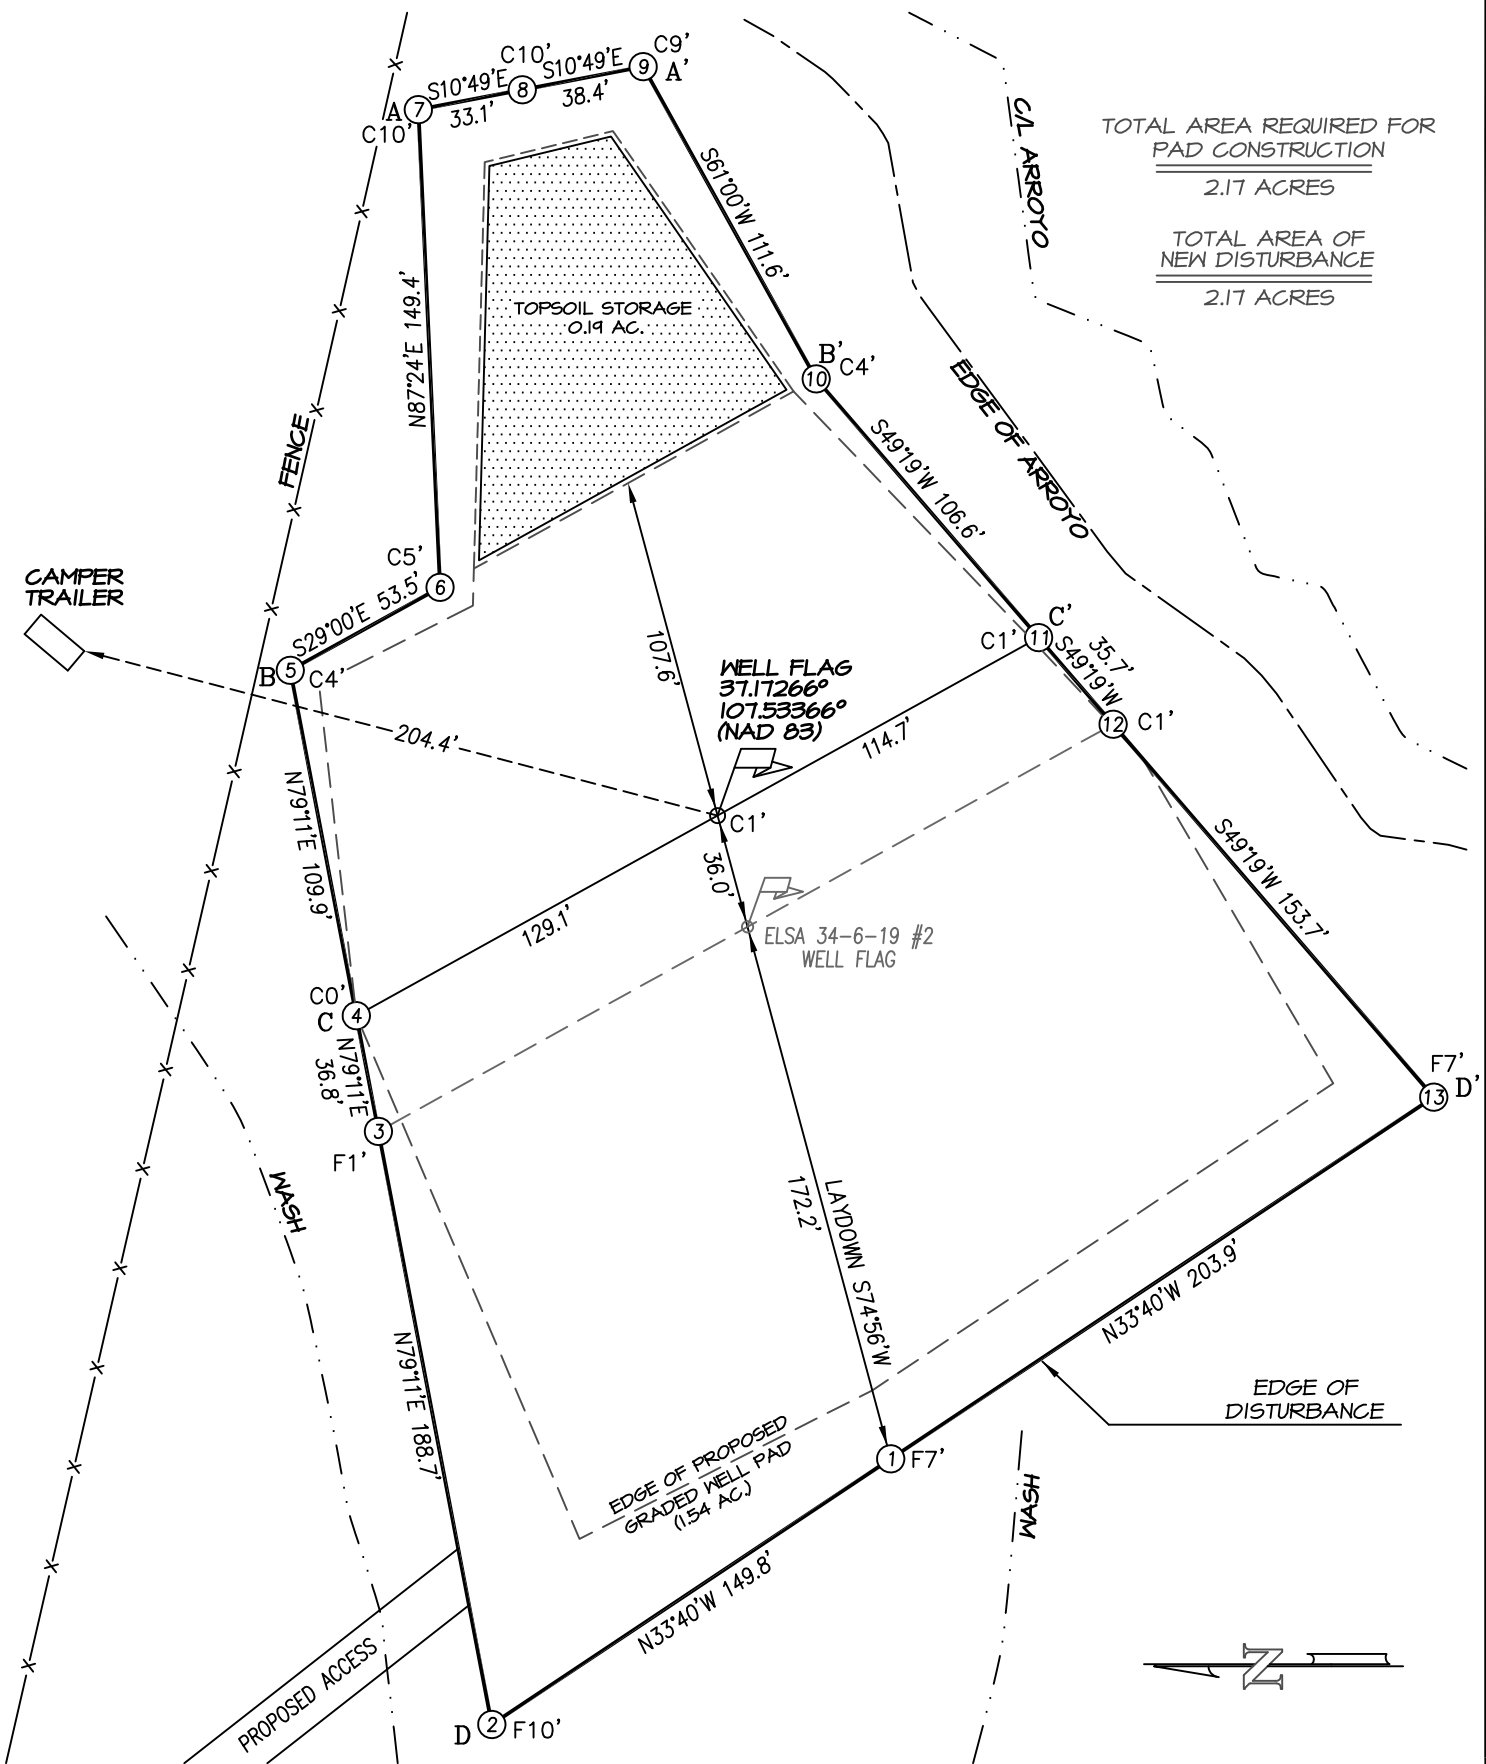 C10'
C9'
S10°49'E
S10°49'E
9
A'
A
7
8
33.1'
38.4'
C10'
C/L ARROYO
TOTAL AREA REQUIRED FOR
PAD CONSTRUCTION
2.17 ACRES
TOTAL AREA OF
NEW DISTURBANCE
2.17 ACRES
S61°00'W 111.6'
N87°24'E 149.4'
TOPSOIL STORAGE
0.19 AC.
B'
10
C4'
EDGE OF ARROYO
FENCE
S49°19'W 106.6'
C5'
6
CAMPER
TRAILER
S29°00'E 53.5'
B
5
C4'
107.6'
C'
C1'
11
35.7'
S49°19'W
12
C1'
WELL FLAG
37.17266°
107.53366°
(NAD 83)
204.4'
114.7'
C1'
N79°11'E 109.9'
36.0'
129.1'
ELSA 34-6-19 #2
WELL FLAG
S49°19'W 153.7'
C0'
C
4
N79°11'E
36.8'
3
F1'
F7'
13
D'
WASH
LAYDOWN S74°56'W
172.2'
N33°40'W 203.9'
N79°11'E 188.7'
EDGE OF
DISTURBANCE
EDGE OF PROPOSED
GRADED WELL PAD
(1.54 AC.)
1
F7'
WASH
N33°40'W 149.8'
PROPOSED ACCESS
D
2
F10'
N